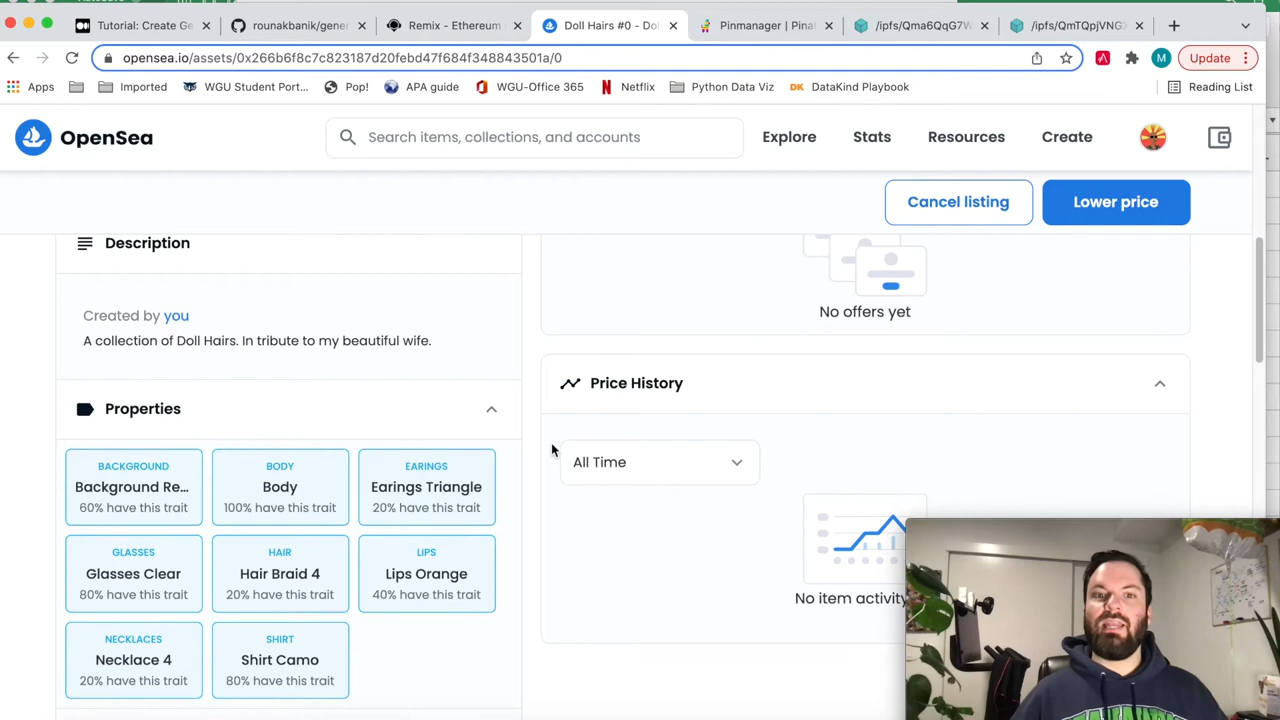 Tutorial: Create Ge
rounakbanik/gener
Remix - Ethereum
Doll Hairs #0 - Do
Pinmanager | Pina
/ipfs/Qma6QqG7W
/ipfs/QmTQpjVNGX
opensea.io/assets/0x266b6f8c7c823187d20febd47f684f348843501a/0
M
Update
Apps
Imported
WGU Student Port...
Pop!
APA guide
WGU-Office 365
Netflix
Python Data Viz
DK DataKind Playbook
Reading List
OpenSea
Search items, collections, and accounts
Explore
Stats
Resources
Create
Cancel listing
Lower price
Description
Created by you
A collection of Doll Hairs. In tribute to my beautiful wife.
Properties
BACKGROUND
Background Re...
60% have this trait
BODY
Body
100% have this trait
EARINGS
Earings Triangle
20% have this trait
GLASSES
Glasses Clear
80% have this trait
HAIR
Hair Braid 4
20% have this trait
LIPS
Lips Orange
40% have this trait
NECKLACES
Necklace 4
20% have this trait
SHIRT
Shirt Camo
80% have this trait
No offers yet
Price History
All Time
No item activity